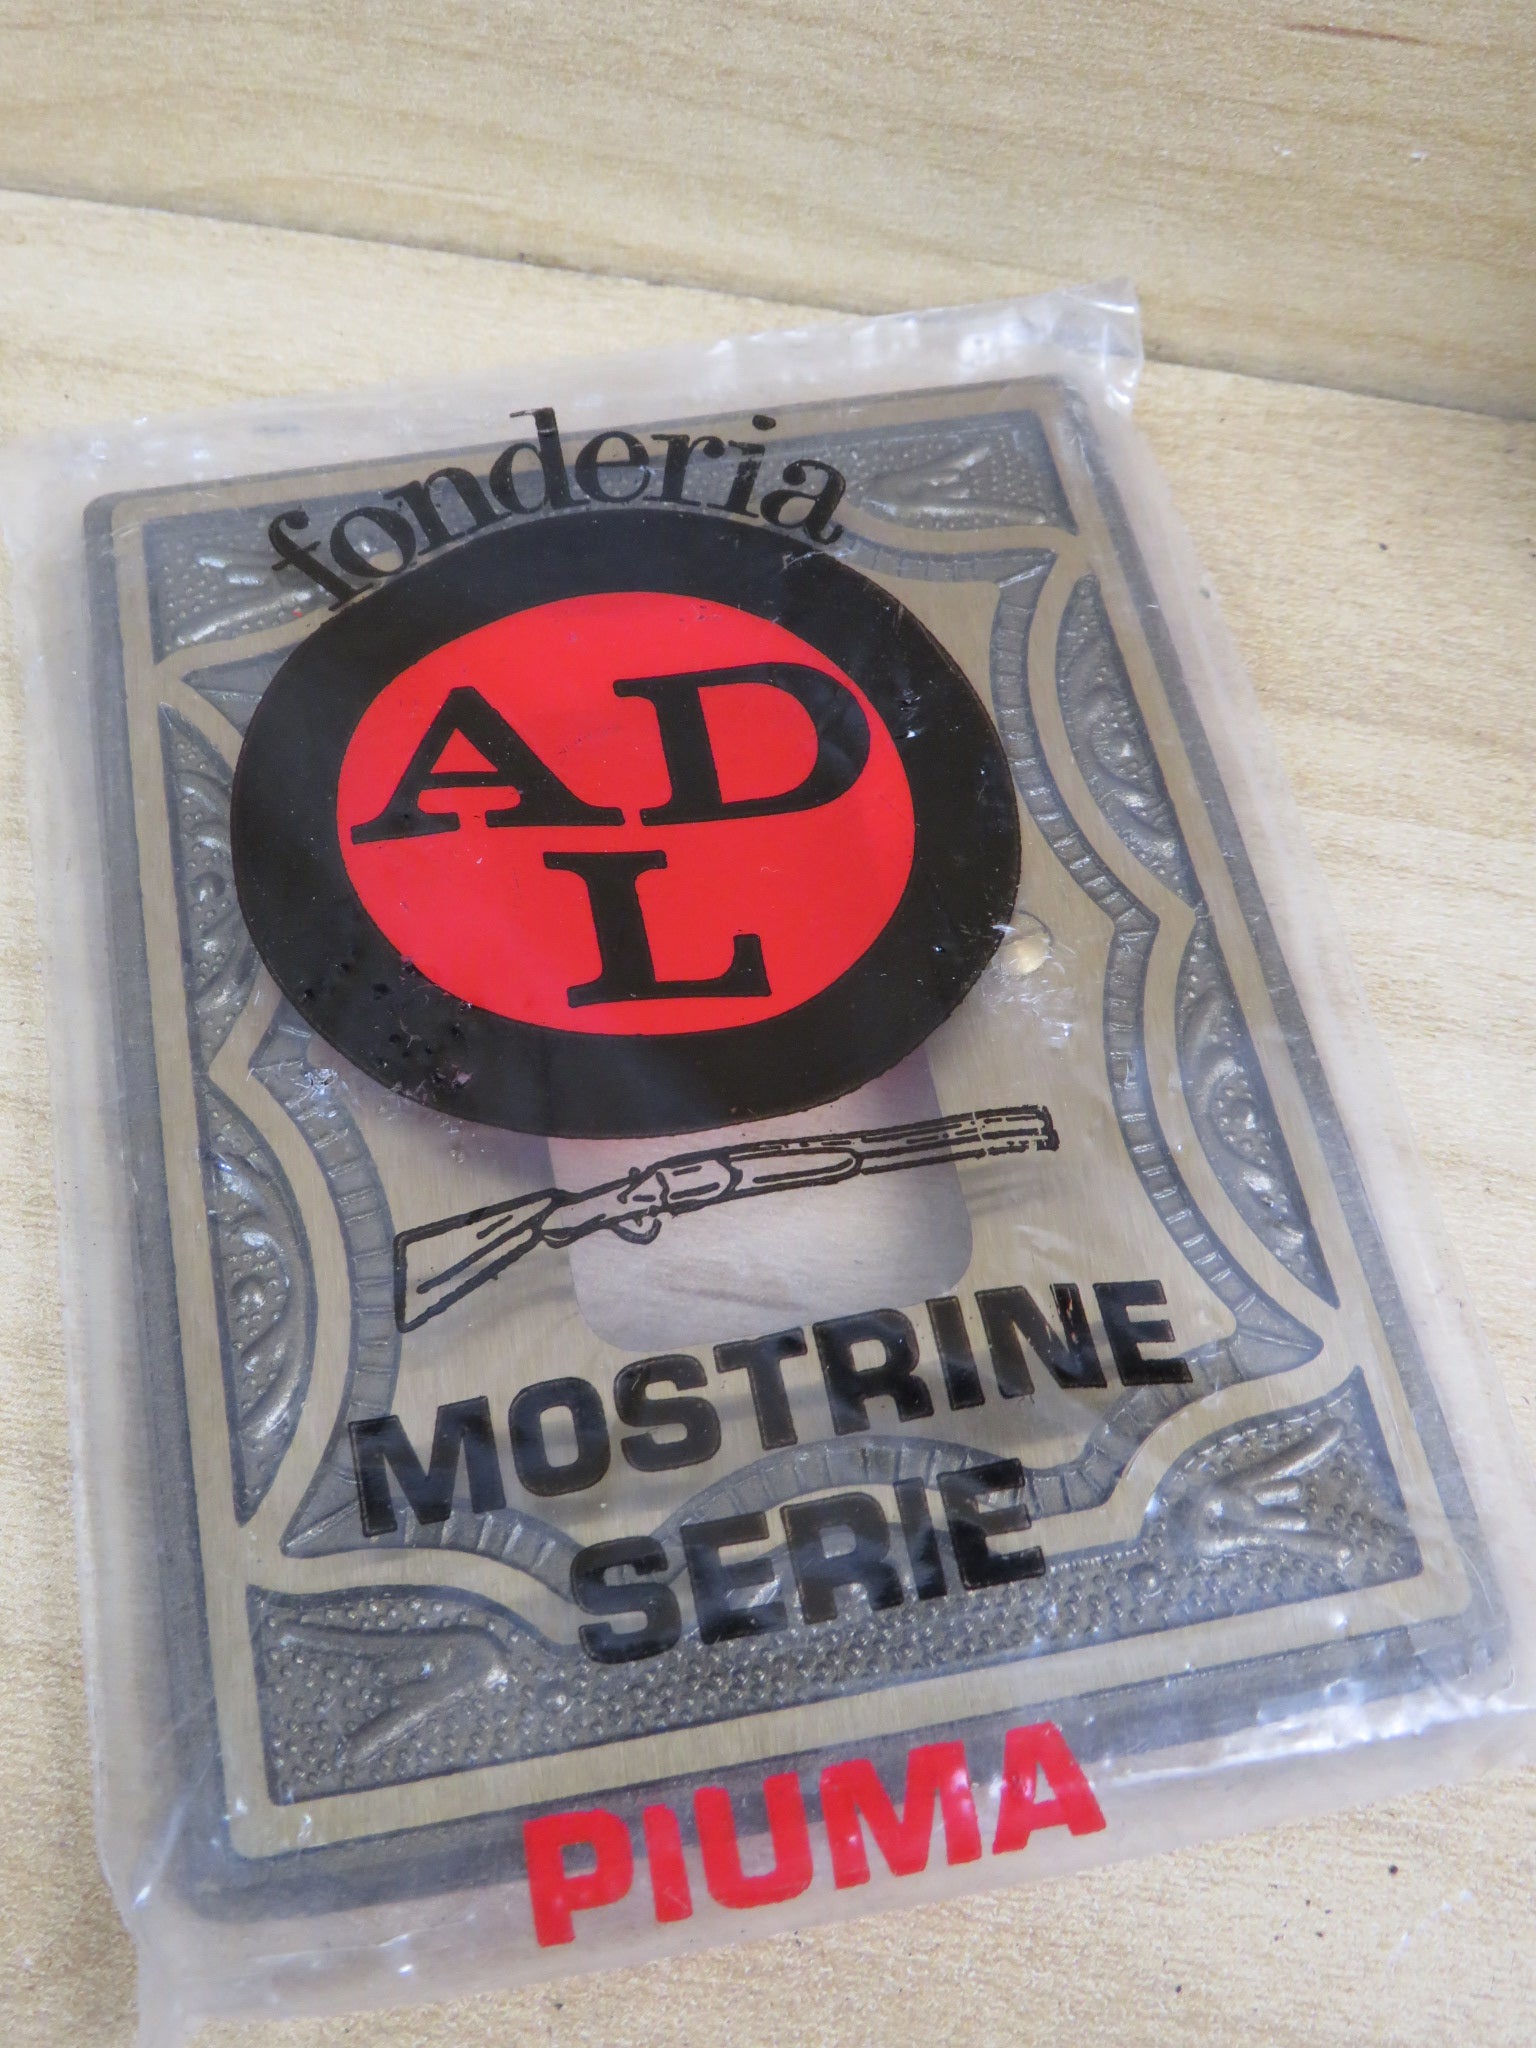 fonderia
AD
L
MOSTRINE
SERIE
PIUMA